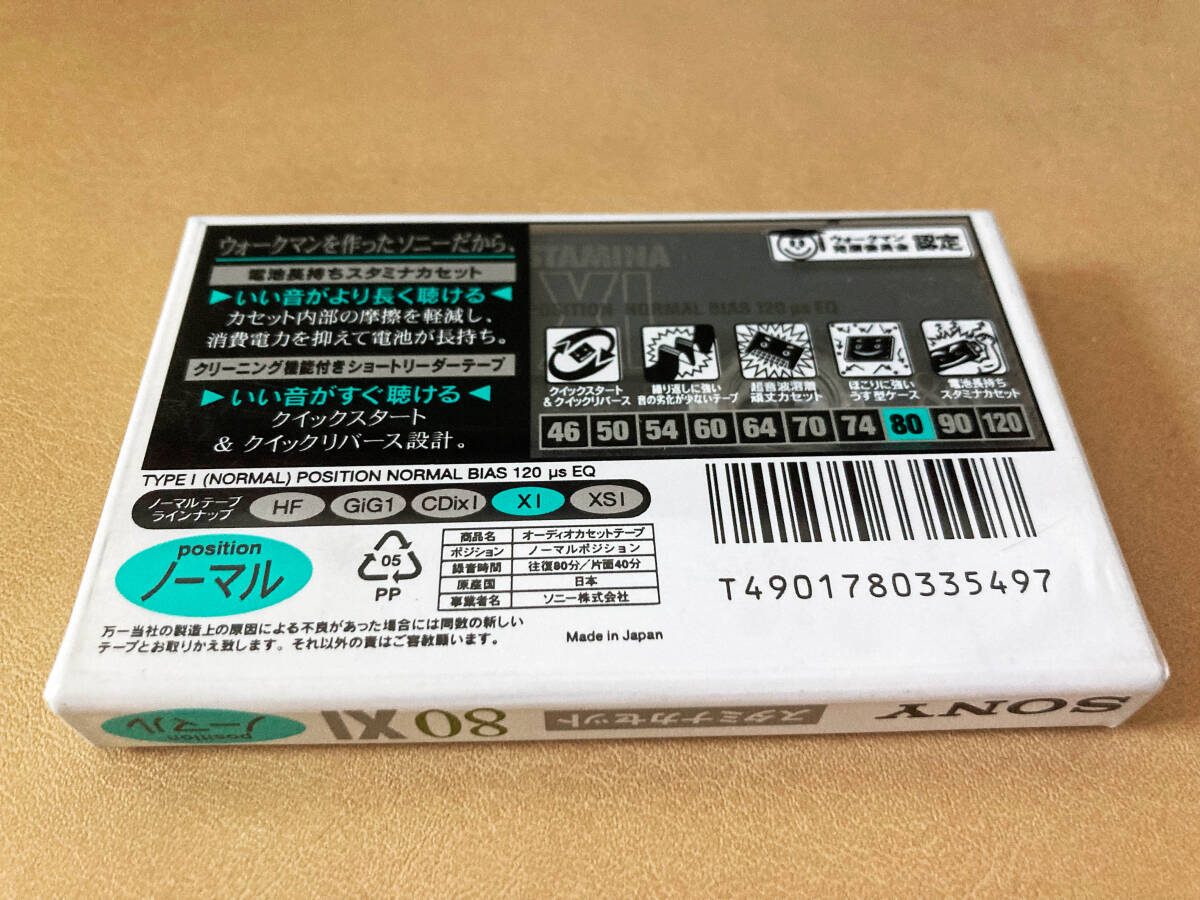 ウォークマンを作ったソニーだから、
電池長持ちスタミナカセット
いい音がより長く聴ける
カセット内部の摩擦を軽減し、
消費電力を抑えて電池が長持ち。
クリーニング機能付きショートリーダーテープ
いい音がすぐ聴ける
クイックスタート
& クイックリバース設計。
STAMINA
XI
POSITION NORMAL BIAS 120 µs EQ
ウォークマン
認定
クイックスタート
& クイックリバース
繰り返しに強い
音の劣化が少ないテープ
超音波溶着
頑丈カセット
ほこりに強い
うす型ケース
電池長持ち
スタミナカセット
46 50 54 60 64 70 74 80 90 120
TYPE I (NORMAL) POSITION NORMAL BIAS 120 µs EQ
ノーマルテープ
ラインナップ
HF GiG1 CDixI XI XSI
position
ノーマル
05
PP
商品名 オーディオカセットテープ
ポジション ノーマルポジション
録音時間 往復80分/片面40分
原産国 日本
事業者名 ソニー株式会社
T4901780335497
万一当社の製造上の原因による不良があった場合には同数の新しい
テープとお取りかえ致します。それ以外の責はご容赦願います。
Made in Japan
SONY
スタミナカセット
80 XI
position
ノーマル